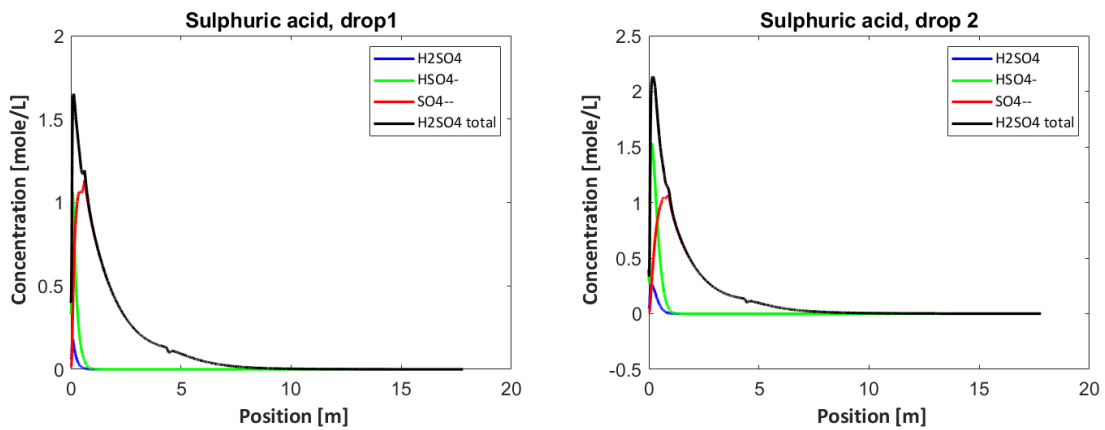 Sulphuric acid, drop1
2
1.5
1
0.5
0
0
5
10
15
20
Concentration [mole/L]
Position [m]
H2SO4
HSO4-
SO4--
H2SO4 total
Sulphuric acid, drop 2
2.5
2
1.5
1
0.5
0
-0.5
0
5
10
15
20
Concentration [mole/L]
Position [m]
H2SO4
HSO4-
SO4--
H2SO4 total